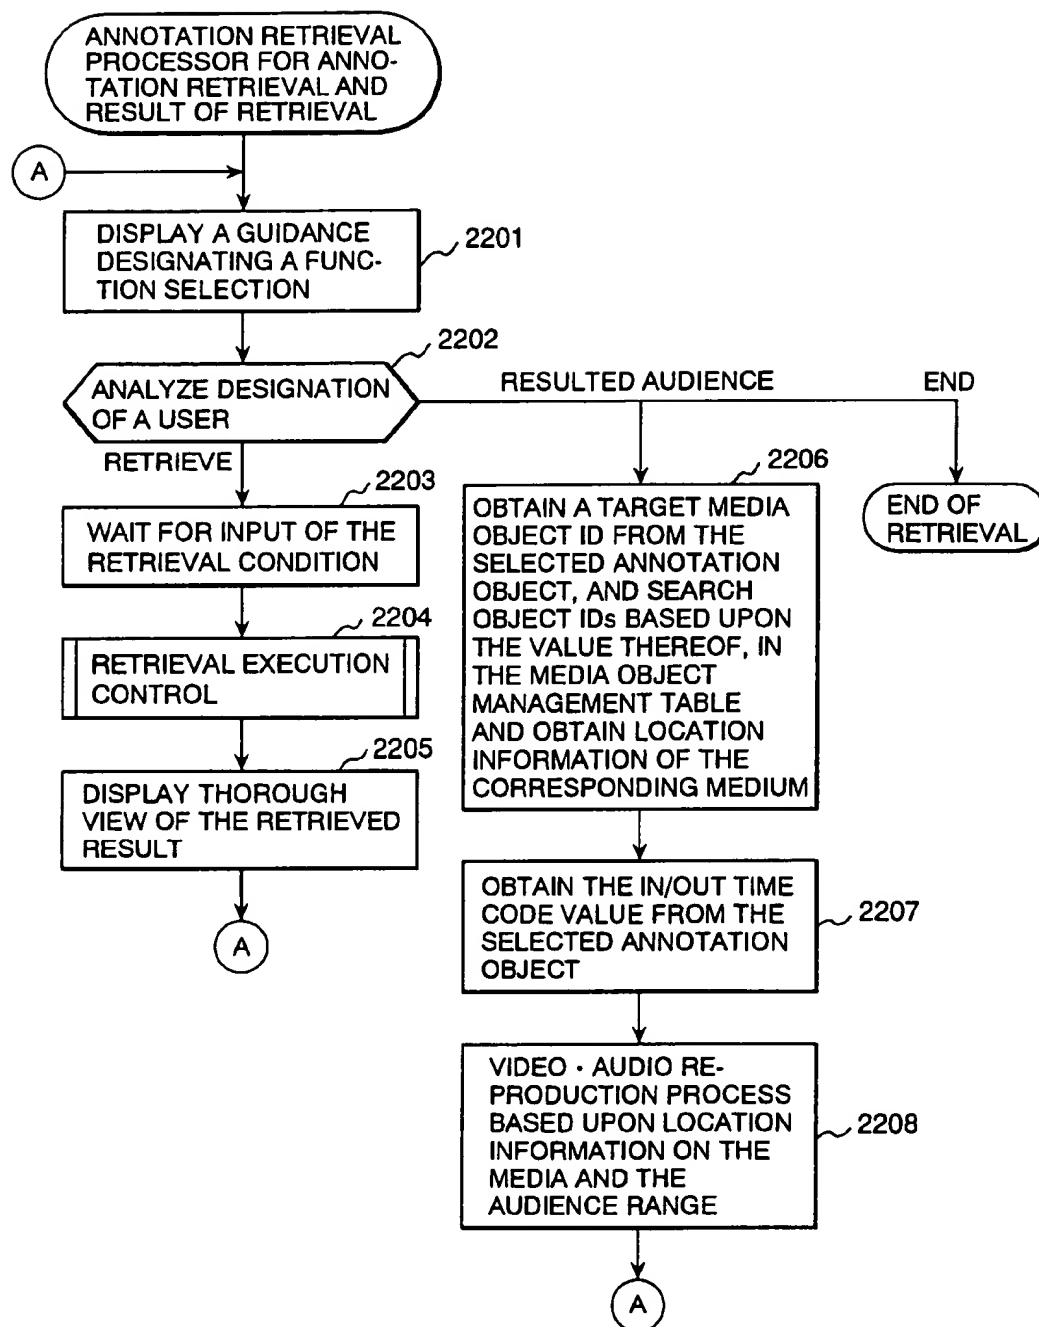 ANNOTATION RETRIEVAL
PROCESSOR FOR ANNO-
TATION RETRIEVAL AND
RESULT OF RETRIEVAL
A
DISPLAY A GUIDANCE
DESIGNATING A FUNC-
TION SELECTION
2201
2202
ANALYZE DESIGNATION
OF A USER
RESULTED AUDIENCE
END
RETRIEVE
2203
WAIT FOR INPUT OF THE
RETRIEVAL CONDITION
2204
RETRIEVAL EXECUTION
CONTROL
2205
DISPLAY THOROUGH
VIEW OF THE RETRIEVED
RESULT
A
2206
OBTAIN A TARGET MEDIA
OBJECT ID FROM THE
SELECTED ANNOTATION
OBJECT, AND SEARCH
OBJECT IDs BASED UPON
THE VALUE THEREOF, IN
THE MEDIA OBJECT
MANAGEMENT TABLE
AND OBTAIN LOCATION
INFORMATION OF THE
CORRESPONDING MEDIUM
END OF
RETRIEVAL
OBTAIN THE IN/OUT TIME
CODE VALUE FROM THE
SELECTED ANNOTATION
OBJECT
2207
VIDEO · AUDIO RE-
PRODUCTION PROCESS
BASED UPON LOCATION
INFORMATION ON THE
MEDIA AND THE
AUDIENCE RANGE
2208
A